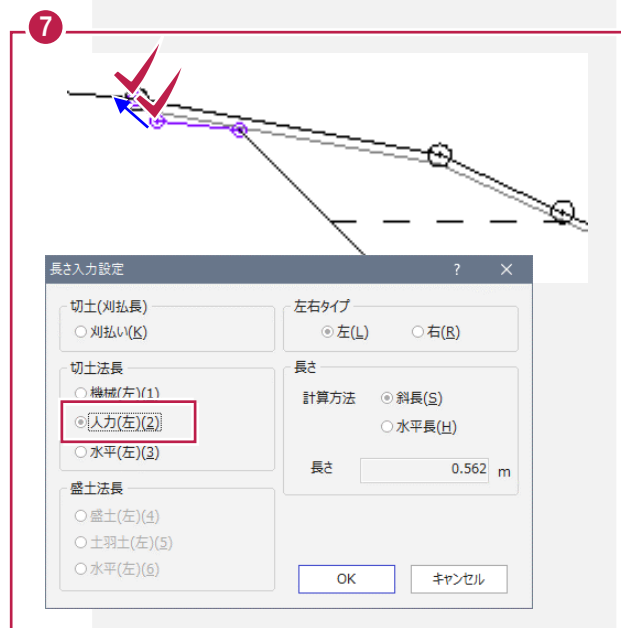 7
長さ入力設定 ? ×
切土(刈払長)
刈払い(K)
左右タイプ
左(L) 右(R)
切土法長
機械(左)(1)
人力(左)(2)
水平(左)(3)
長さ
計算方法 斜長(S)
水平長(H)
長さ 0.562 m
盛土法長
盛土(左)(4)
土羽土(左)(5)
水平(左)(6)
OK キャンセル